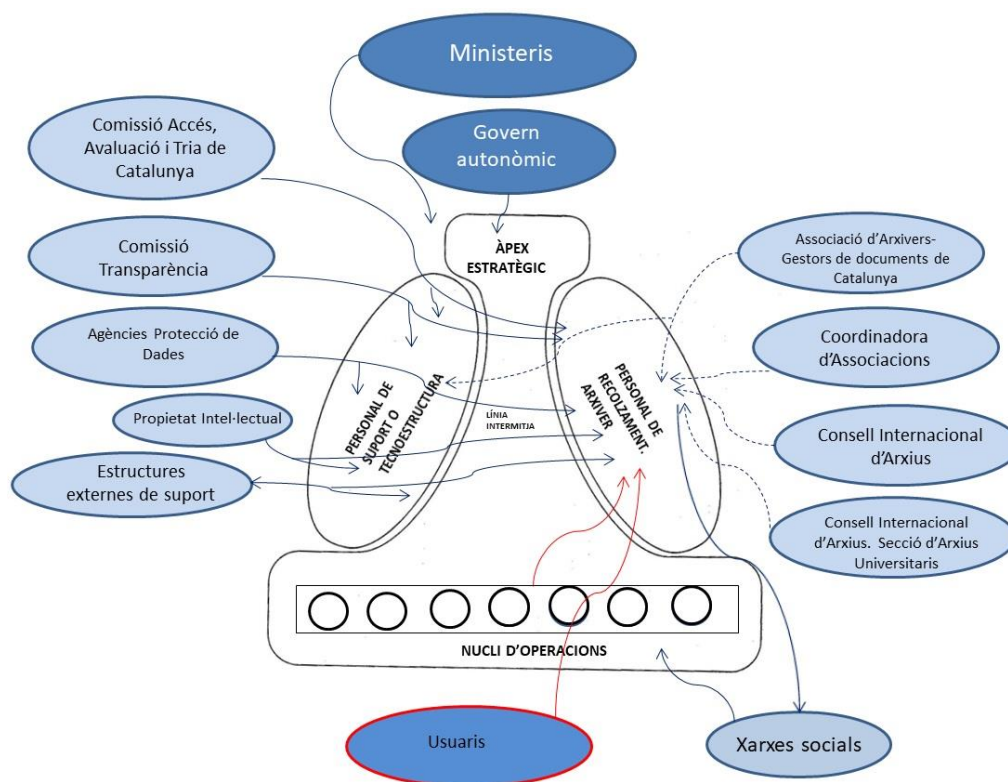 Ministeris
Govern
autonòmic
Comissió Accés,
Avaluació i Tria de
Catalunya
Comissió
Transparència
Agències Protecció de
Dades
Propietat Intel·lectual
Estructures
externes de suport
ÀPEX
ESTRATÈGIC
PERSONAL DE
SUPORT O
TECNOESTRUCTURA
LÍNIA
INTERMITJA
PERSONAL DE
RECOLZAMENT.
ARXIVER
Associació d'Arxivers-
Gestors de documents de
Catalunya
Coordinadora
d'Associacions
Consell Internacional
d'Arxius
Consell Internacional
d'Arxius. Secció d'Arxius
Universitaris
NUCLI D'OPERACIONS
Usuaris
Xarxes socials